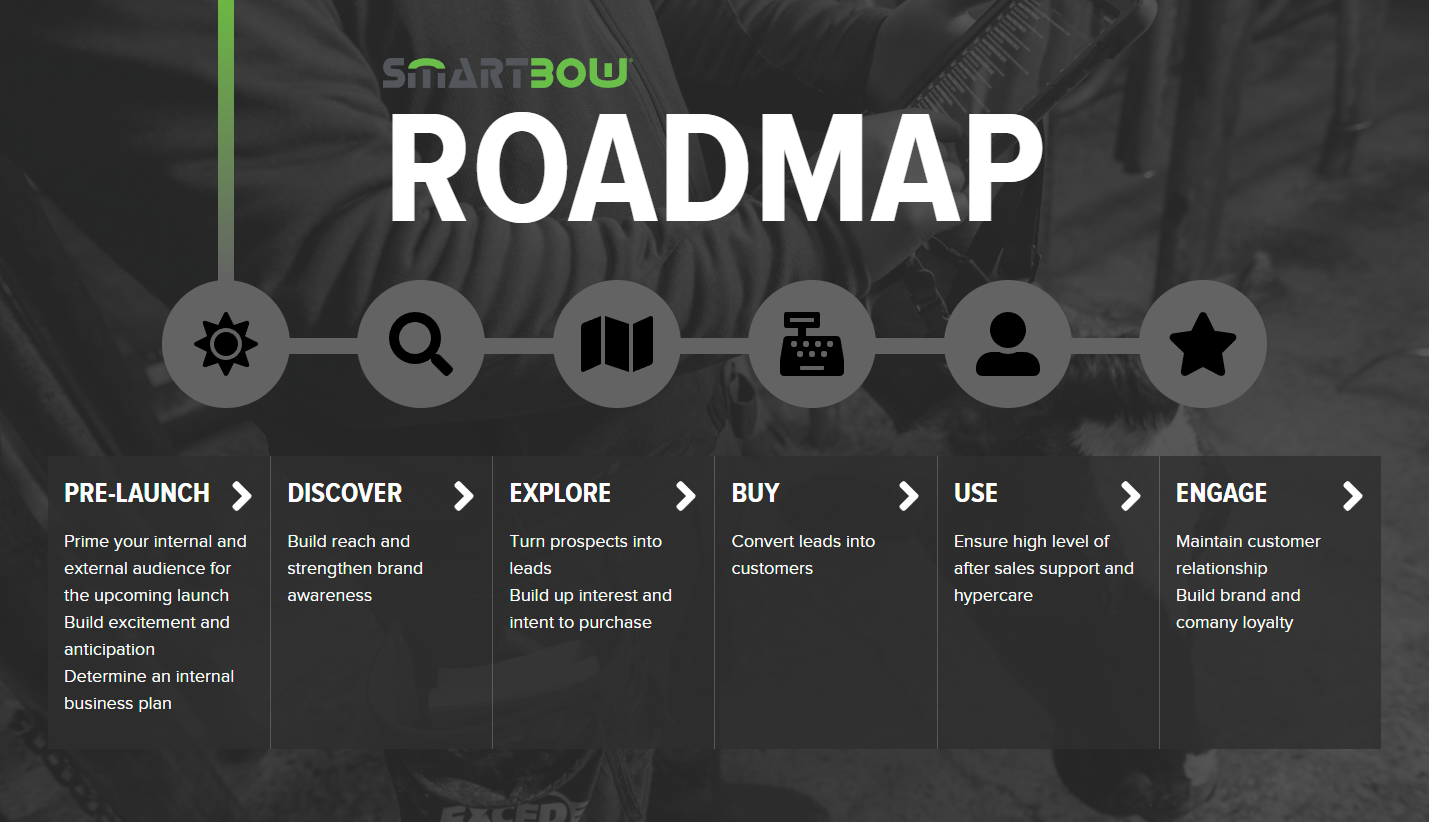 SMARTBOW
ROADMAP
PRE-LAUNCH
Prime your internal and
external audience for
the upcoming launch
Build excitement and
anticipation
Determine an internal
business plan
DISCOVER
Build reach and
strengthen brand
awareness
EXPLORE
Turn prospects into
leads
Build up interest and
intent to purchase
BUY
Convert leads into
customers
USE
Ensure high level of
after sales support and
hypercare
ENGAGE
Maintain customer
relationship
Build brand and
comany loyalty
EXCEDE